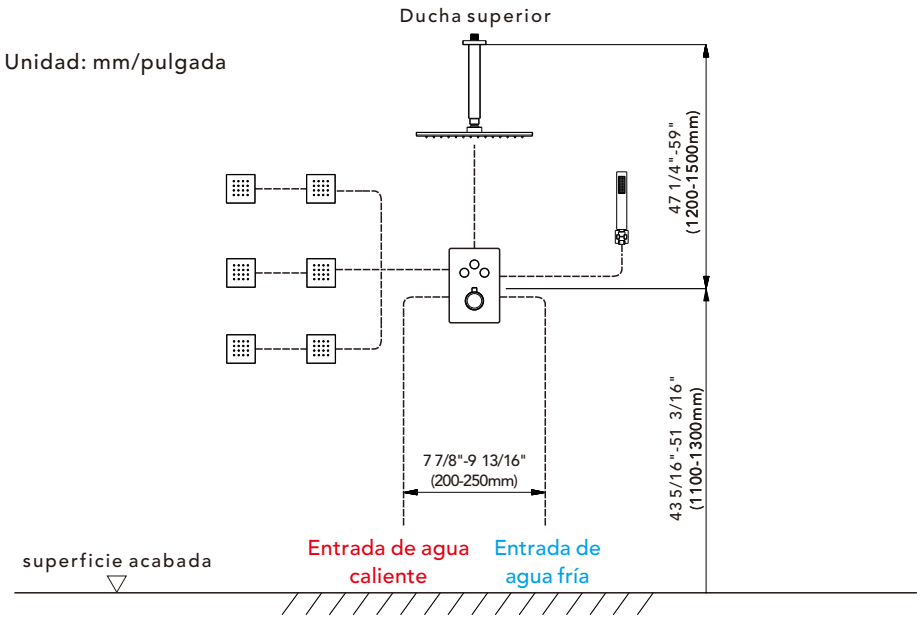 Ducha superior
Unidad: mm/pulgada
47 1/4"-59"
(1200-1500mm)
43 5/16"-51 3/16"
(1100-1300mm)
7 7/8"-9 13/16"
(200-250mm)
Entrada de agua
caliente
Entrada de
agua fría
superficie acabada